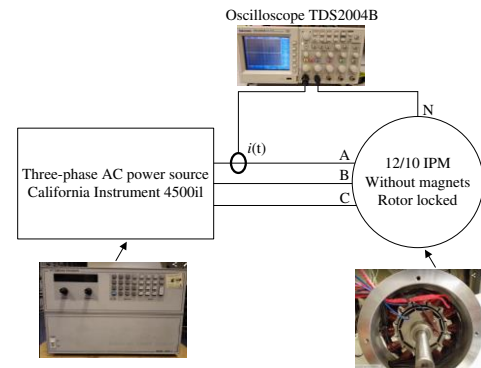 Oscilloscope TDS2004B
N
i(t)
A
B
C
Three-phase AC power source
California Instrument 4500il
12/10 IPM
Without magnets
Rotor locked